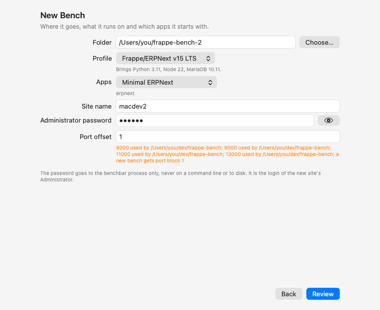 New Bench
Where it goes, what it runs on and which apps it starts with.
Folder /Users/you/frappe-bench-2 Choose...
Profile Frappe/ERPNext v15 LTS
Brings Python 3.11, Node 22, MariaDB 10.11.
Apps Minimal ERPNext
erpnext
Site name macdev2
Administrator password ••••••
Port offset 1
8000 used by /Users/you/dev/frappe-bench; 9000 used by /Users/you/dev/frappe-bench;
11000 used by /Users/you/dev/frappe-bench; 13000 used by /Users/you/dev/frappe-bench; a
new bench gets port block 1
The password goes to the benchbar process only, never on a command line or to disk. It is the login of the new site's
Administrator.
Back Review